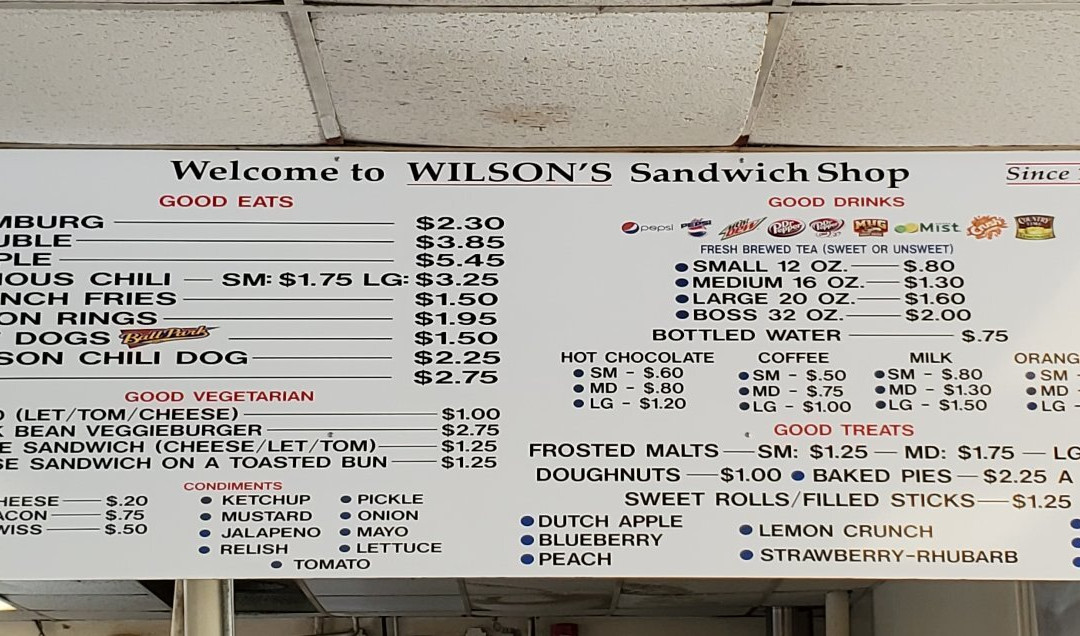 Welcome to WILSON'S Sandwich Shop
Since
GOOD EATS
MBURG $2.30
UBLE $3.85
PLE $5.45
IOUS CHILI — SM: $1.75 LG: $3.25
NCH FRIES $1.50
ON RINGS $1.95
DOGS Ball Park $1.50
SON CHILI DOG $2.25
$2.75
GOOD VEGETARIAN
(LET/TOM/CHEESE) $1.00
BEAN VEGGIEBURGER $2.75
E SANDWICH (CHEESE/LET/TOM) $1.25
SE SANDWICH ON A TOASTED BUN $1.25
HEESE $.20
ACON $.75
WISS $.50
CONDIMENTS
• KETCHUP • PICKLE
• MUSTARD • ONION
• JALAPENO • MAYO
• RELISH • LETTUCE
• TOMATO
GOOD DRINKS
pepsi PEPSI Mtn Dew Dr Pepper Dr Pepper MUG Mist Crush COUNTRY
FRESH BREWED TEA (SWEET OR UNSWEET)
• SMALL 12 OZ. $.80
• MEDIUM 16 OZ. $1.30
• LARGE 20 OZ. $1.60
• BOSS 32 OZ. $2.00
BOTTLED WATER $.75
HOT CHOCOLATE
• SM - $.60
• MD - $.80
• LG - $1.20
COFFEE
• SM - $.50
• MD - $.75
• LG - $1.00
MILK
• SM - $.80
• MD - $1.30
• LG - $1.50
ORANG
• SM -
• MD -
• LG -
GOOD TREATS
FROSTED MALTS — SM: $1.25 — MD: $1.75 — LG
DOUGHNUTS — $1.00 • BAKED PIES — $2.25 A
SWEET ROLLS/FILLED STICKS — $1.25
• DUTCH APPLE
• BLUEBERRY
• PEACH
• LEMON CRUNCH
• STRAWBERRY-RHUBARB